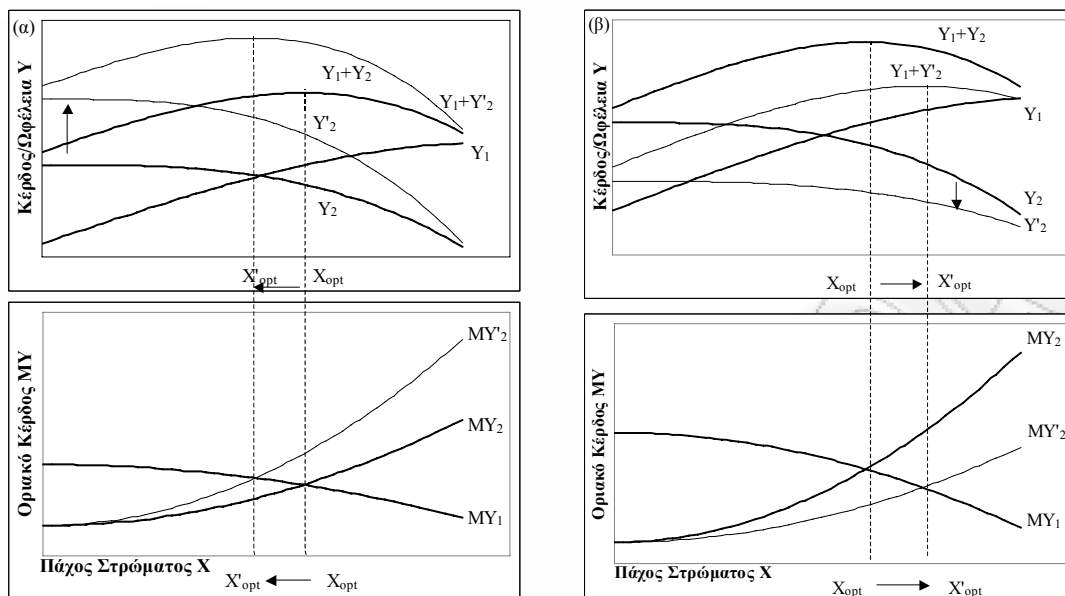 (α)
Κέρδος/Ωφέλεια Υ
Y₁+Y₂
Y₁+Y'₂
Y'₂
Y₁
Y₂
X'opt
Xopt
Οριακό Κέρδος ΜΥ
MY'₂
MY₂
MY₁
Πάχος Στρώματος Χ
X'opt
Xopt
(β)
Κέρδος/Ωφέλεια Υ
Y₁+Y₂
Y₁+Y'₂
Y₁
Y₂
Y'₂
Xopt
X'opt
Οριακό Κέρδος ΜΥ
MY₂
MY'₂
MY₁
Πάχος Στρώματος Χ
Xopt
X'opt